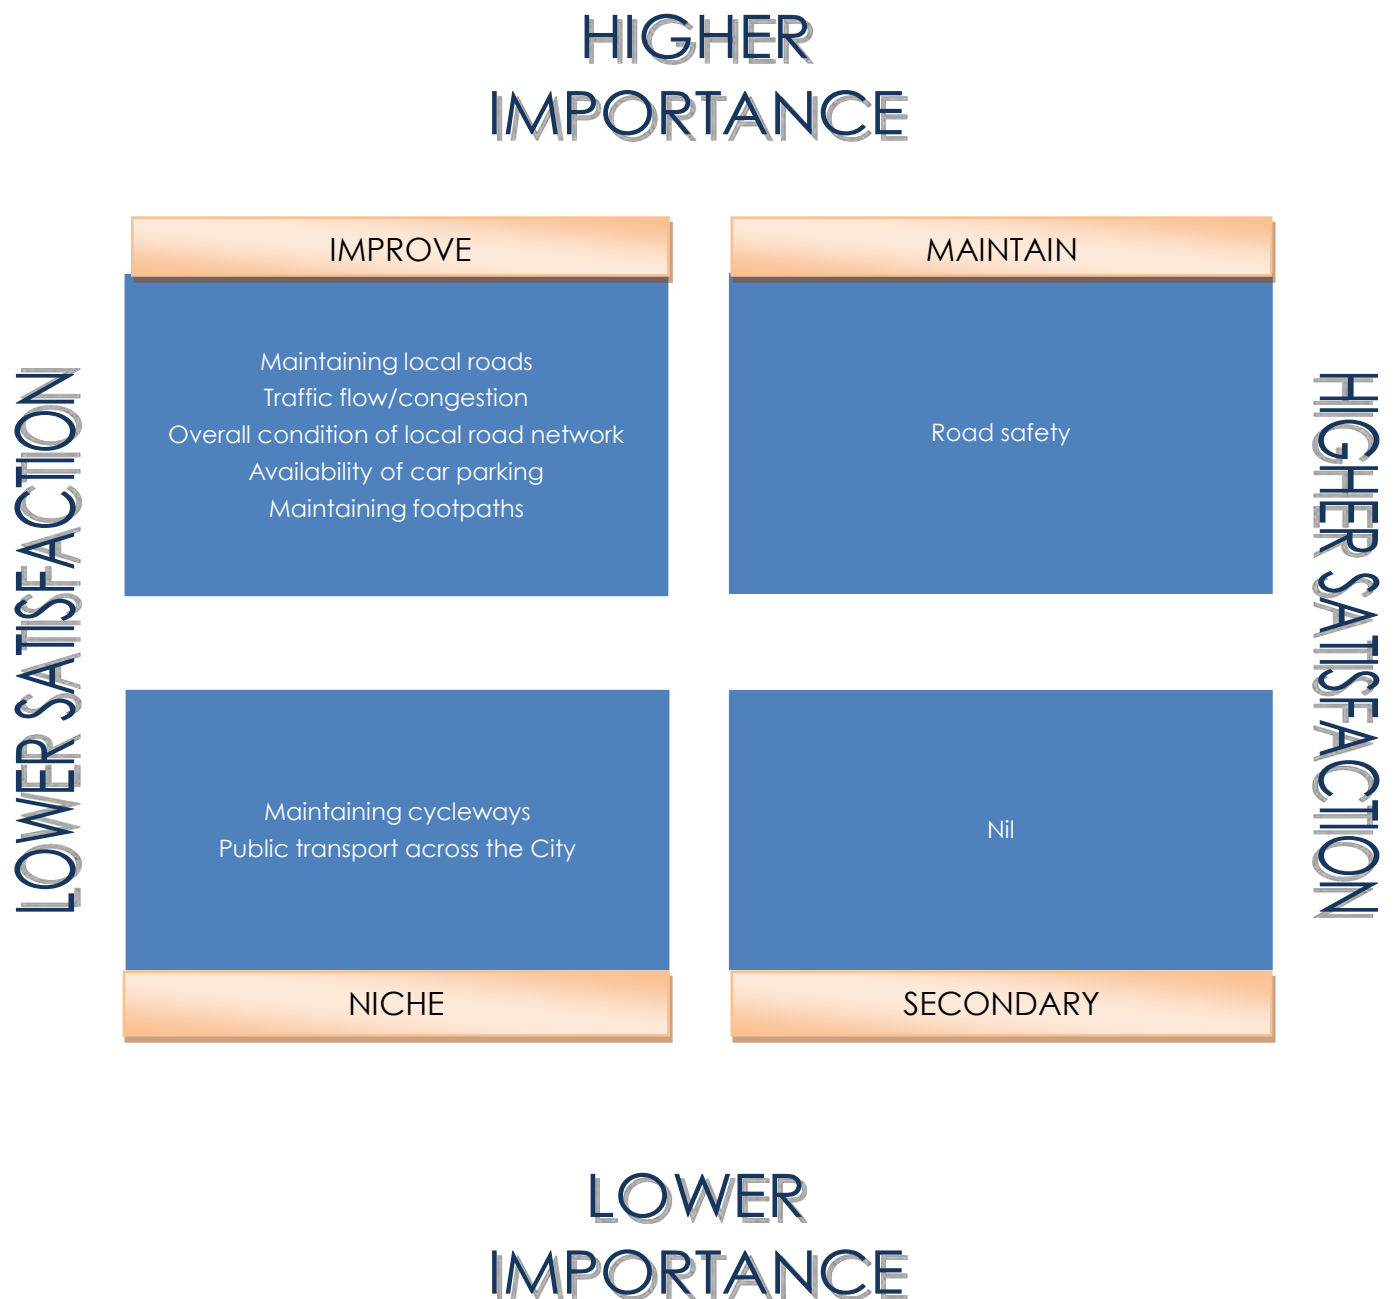 HIGHER
IMPORTANCE
IMPROVE
MAINTAIN
LOWER SATISFACTION
Maintaining local roads
Traffic flow/congestion
Overall condition of local road network
Availability of car parking
Maintaining footpaths
Road safety
HIGHER SATISFACTION
Maintaining cycleways
Public transport across the City
Nil
NICHE
SECONDARY
LOWER
IMPORTANCE